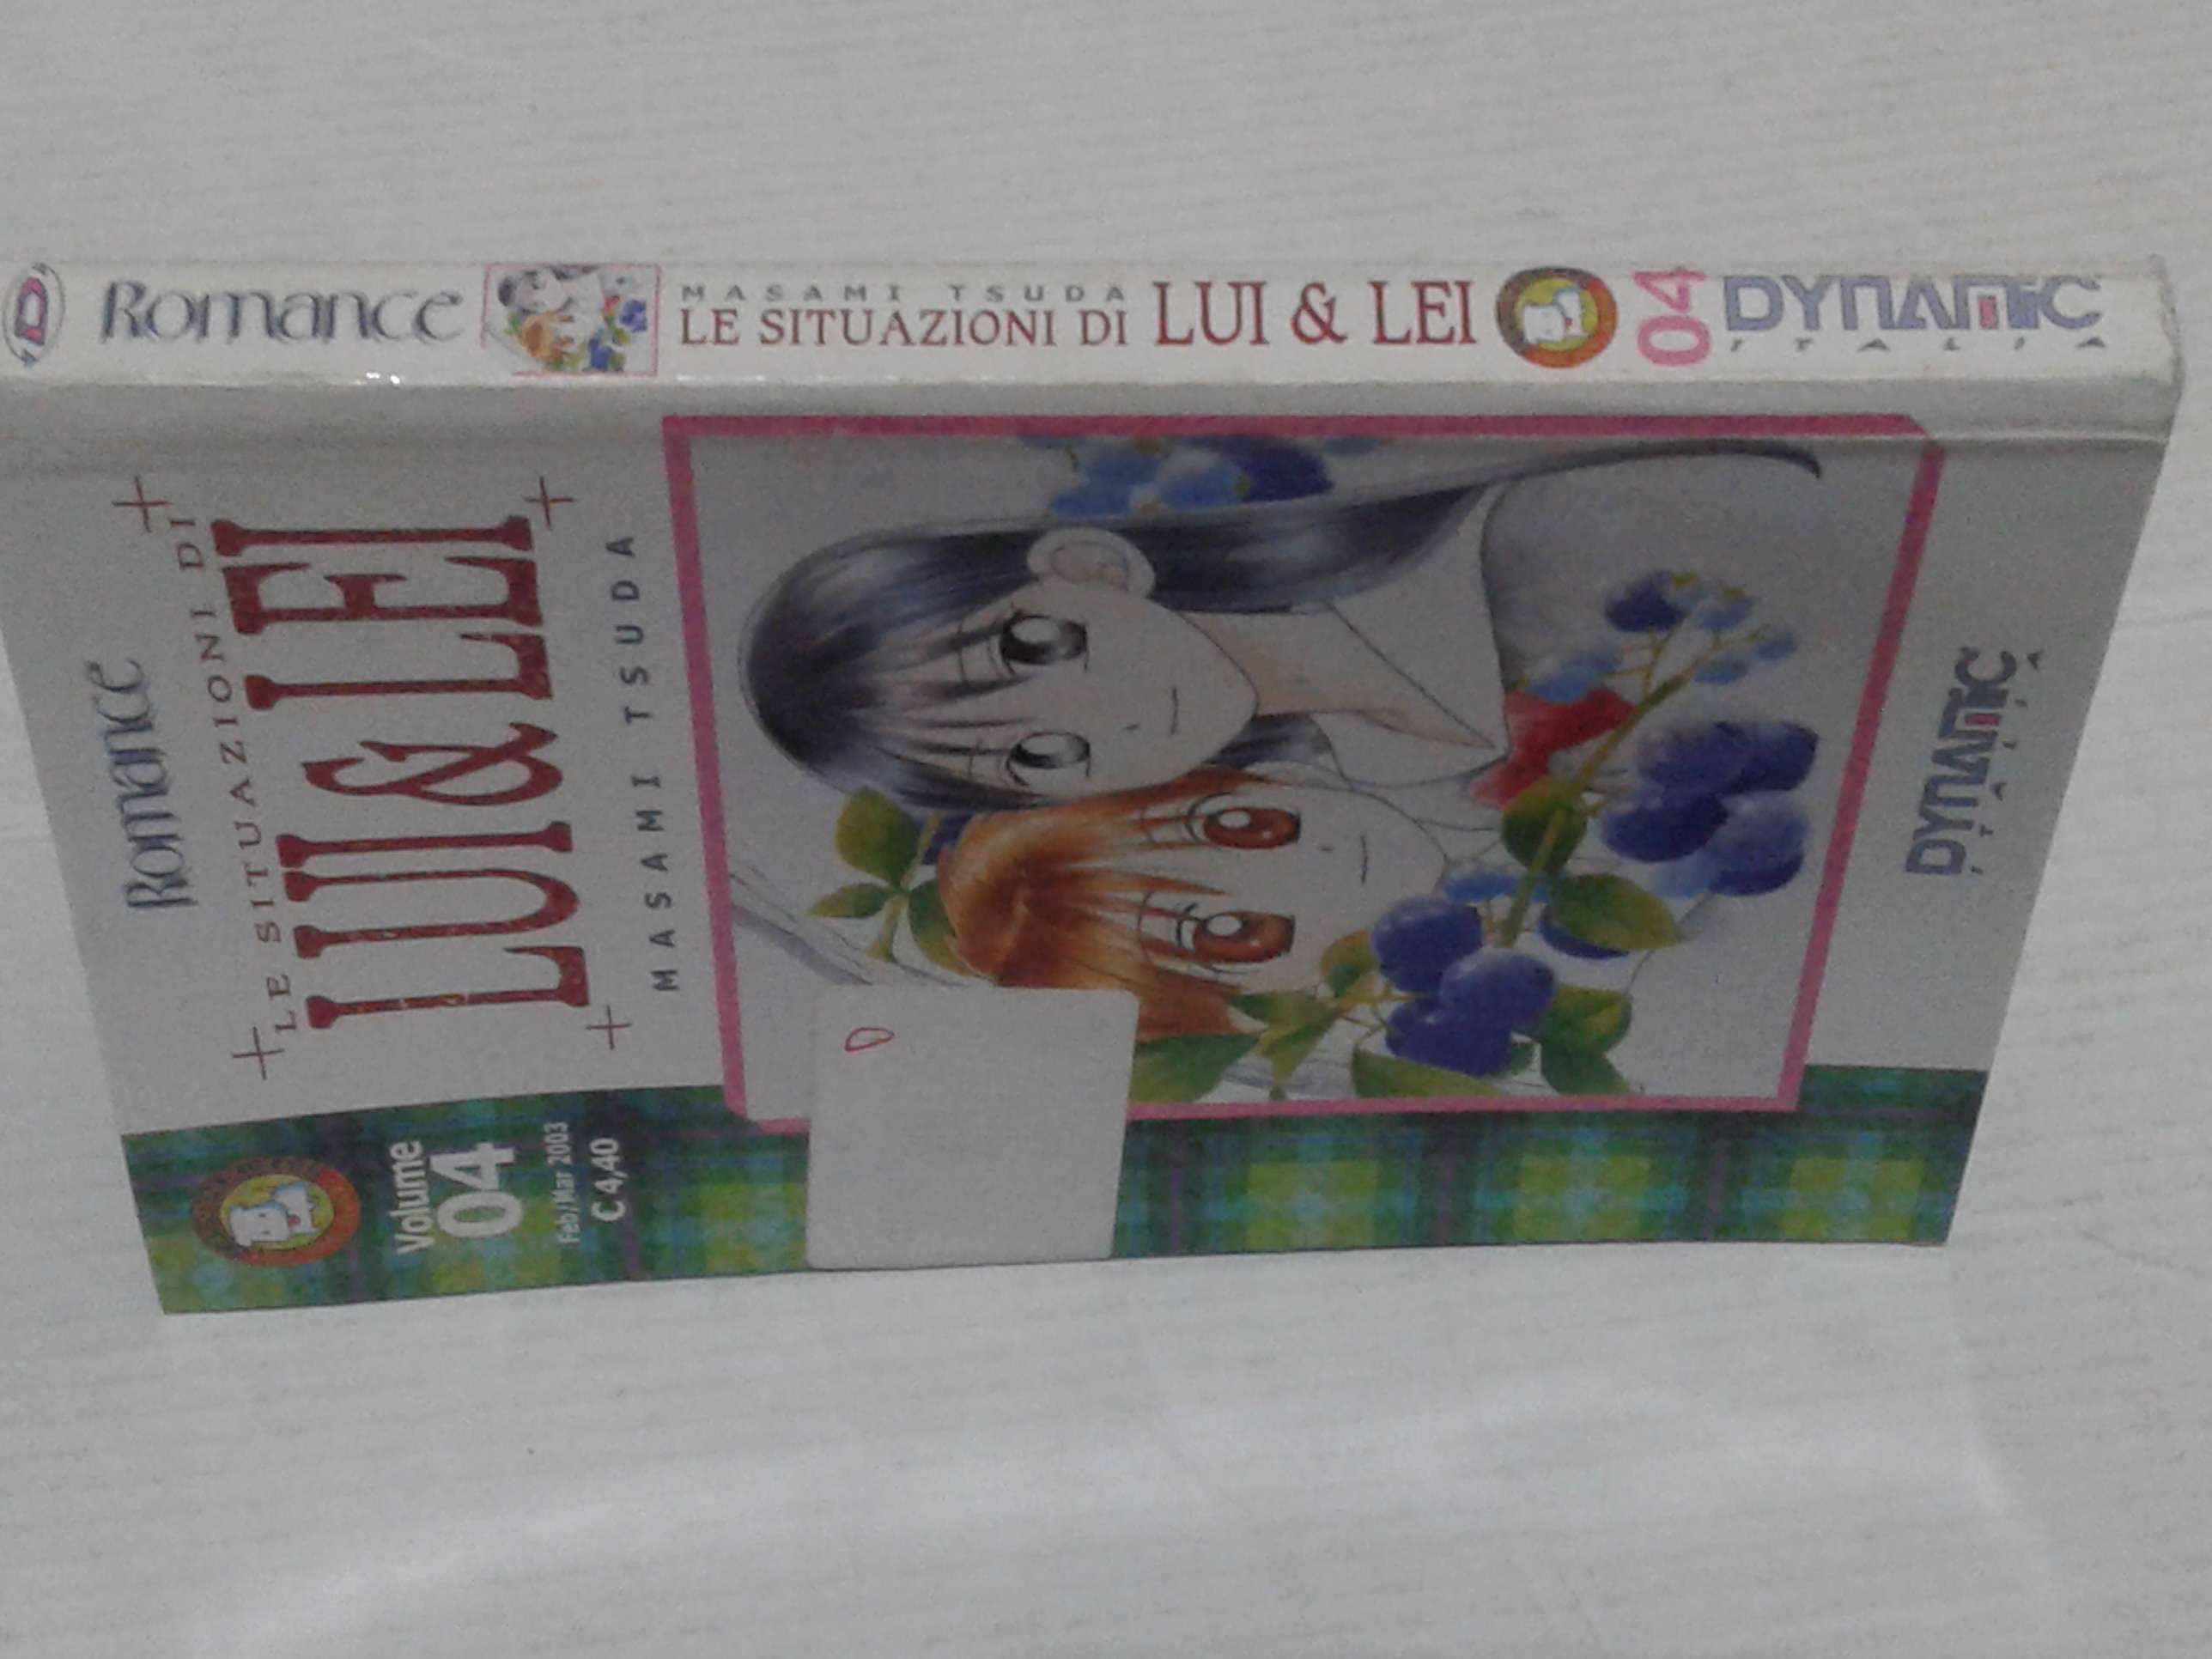 D
Romance
MASAMI TSUDA
LE SITUAZIONI DI LUI & LEI
04
DYNAMIC
ITALIA
Romance
LE SITUAZIONI DI
LUI & LEI
MASAMI TSUDA
Volume
04
Feb/Mar 2003
€ 4,40
D
DYNAMIC
ITALIA